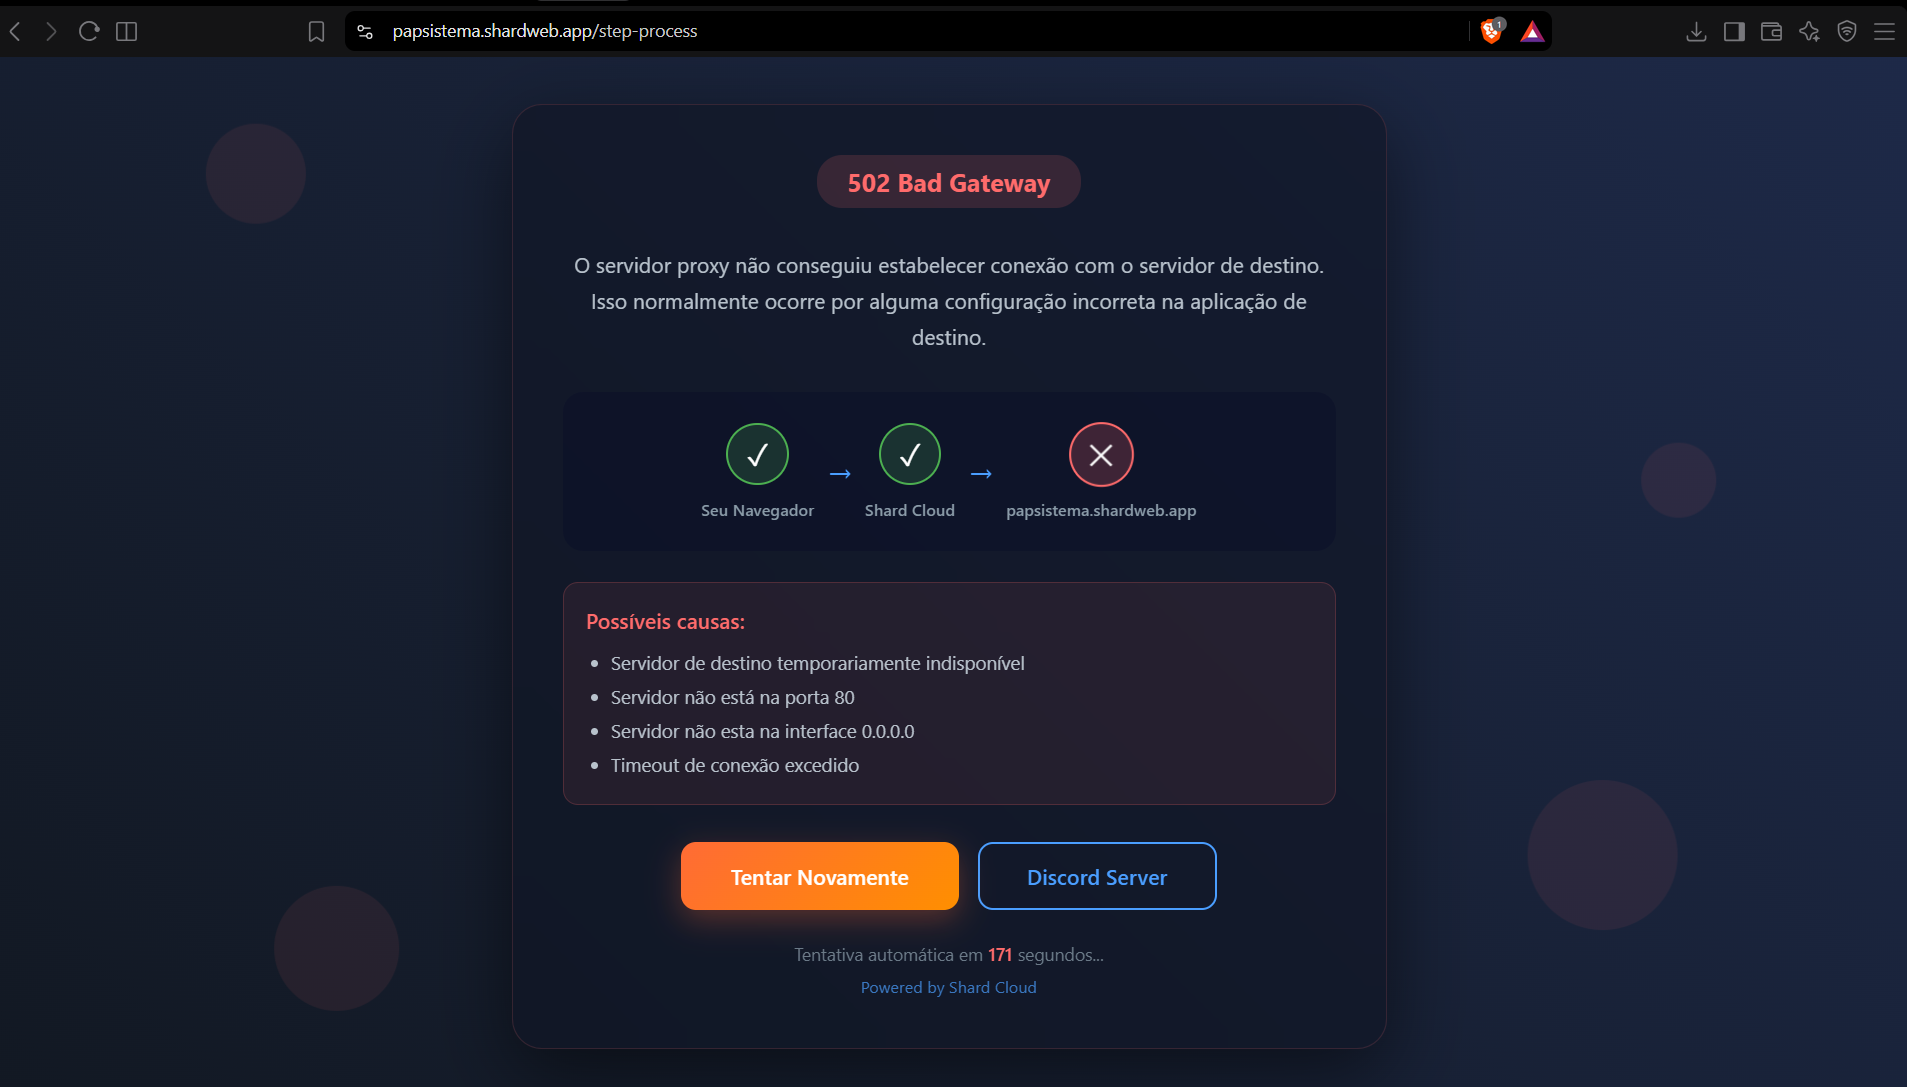 papsistema.shardweb.app/step-process
1
502 Bad Gateway
O servidor proxy não conseguiu estabelecer conexão com o servidor de destino.
Isso normalmente ocorre por alguma configuração incorreta na aplicação de
destino.
Seu Navegador
Shard Cloud
papsistema.shardweb.app
Possíveis causas:
Servidor de destino temporariamente indisponível
Servidor não está na porta 80
Servidor não esta na interface 0.0.0.0
Timeout de conexão excedido
Tentar Novamente
Discord Server
Tentativa automática em 171 segundos...
Powered by Shard Cloud